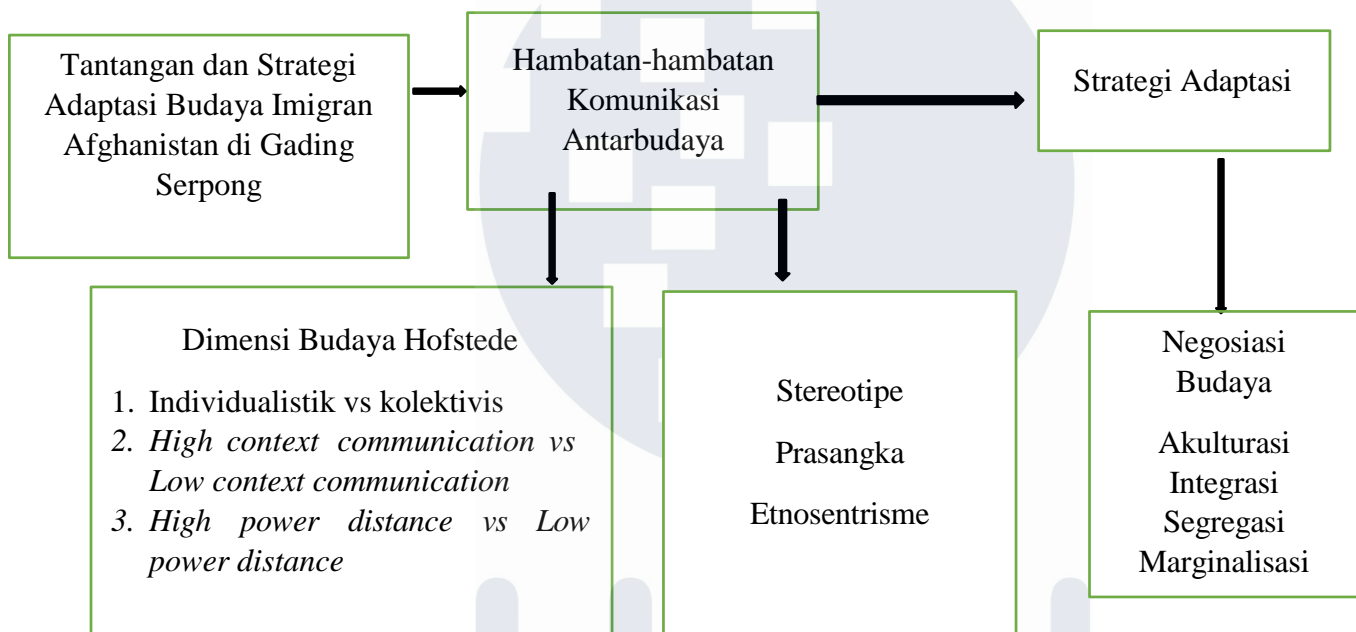 Tantangan dan Strategi
Adaptasi Budaya Imigran
Afghanistan di Gading
Serpong
Hambatan-hambatan
Komunikasi
Antarbudaya
Strategi Adaptasi
Dimensi Budaya Hofstede
1. Individualistik vs kolektivis
2. High context communication vs
Low context communication
3. High power distance vs Low
power distance
Stereotipe
Prasangka
Etnosentrisme
Negosiasi
Budaya
Akulturasi
Integrasi
Segregasi
Marginalisasi